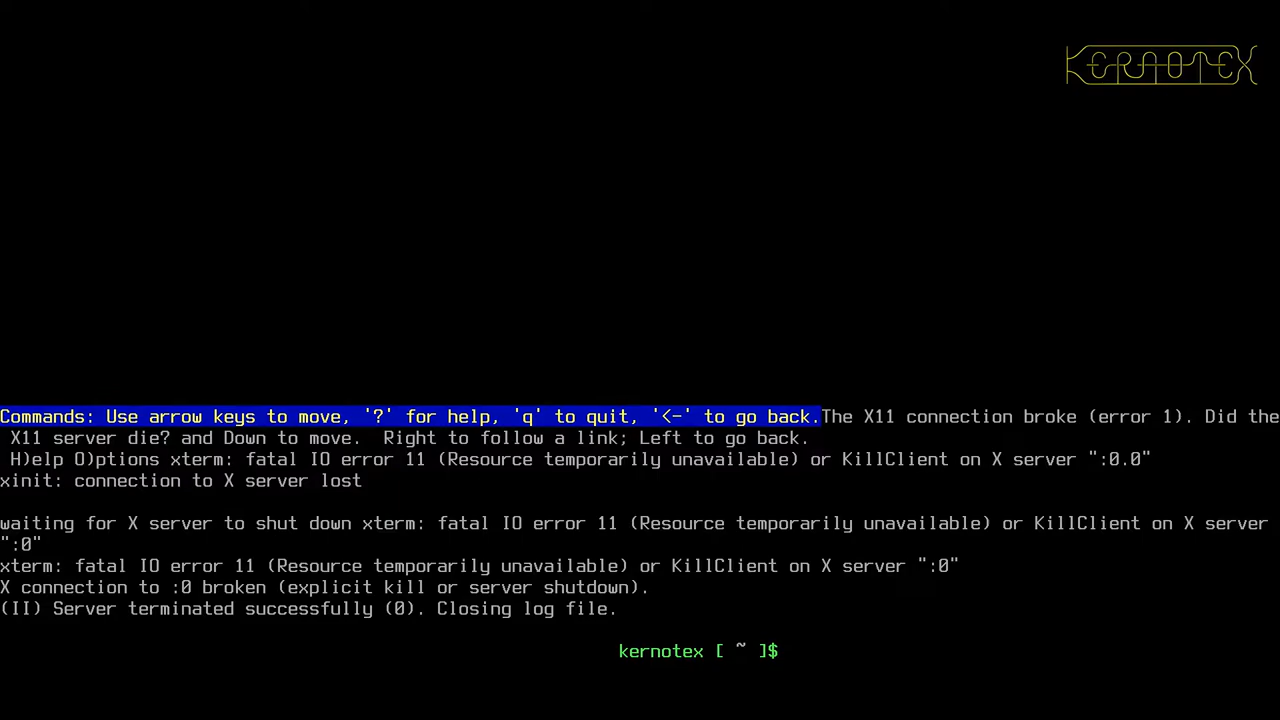 KERNOTEX
Commands: Use arrow keys to move, '?' for help, 'q' to quit, '<-' to go back.The X11 connection broke (error 1). Did the
X11 server die? and Down to move.  Right to follow a link; Left to go back.
H)elp O)ptions xterm: fatal IO error 11 (Resource temporarily unavailable) or KillClient on X server ":0.0"
xinit: connection to X server lost
waiting for X server to shut down xterm: fatal IO error 11 (Resource temporarily unavailable) or KillClient on X server
":0"
xterm: fatal IO error 11 (Resource temporarily unavailable) or KillClient on X server ":0"
X connection to :0 broken (explicit kill or server shutdown).
(II) Server terminated successfully (0). Closing log file.
kernotex [ ~ ]$